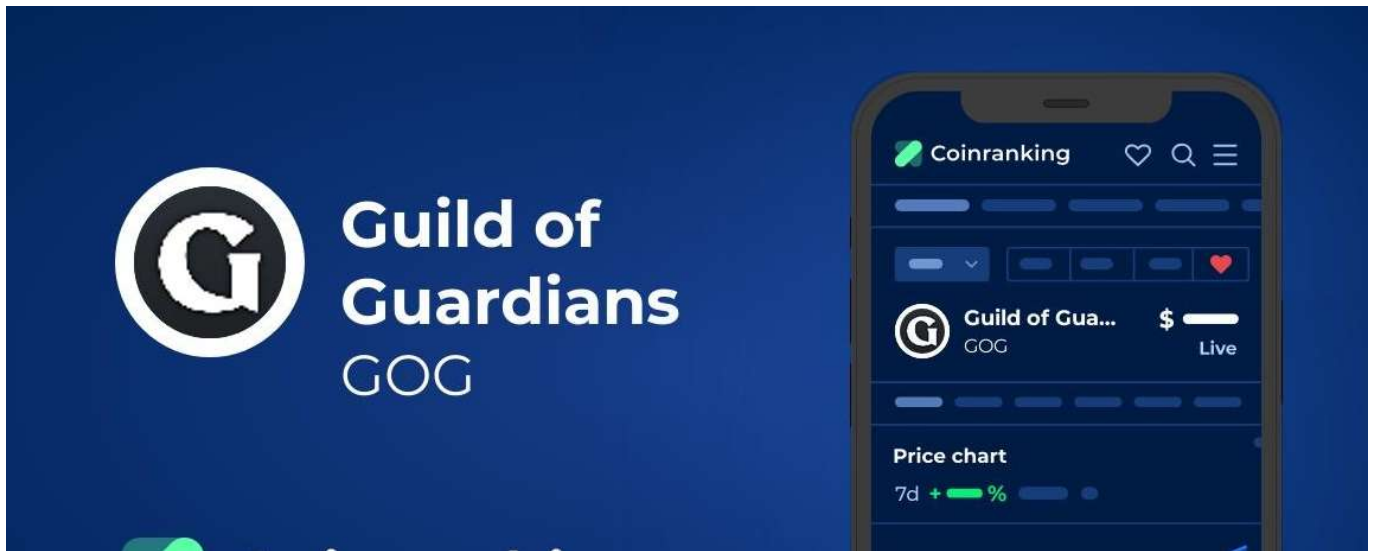 Guild of
Guardians
GOG
Coinranking
Guild of Gua...
$
GOG
Live
Price chart
7d + %